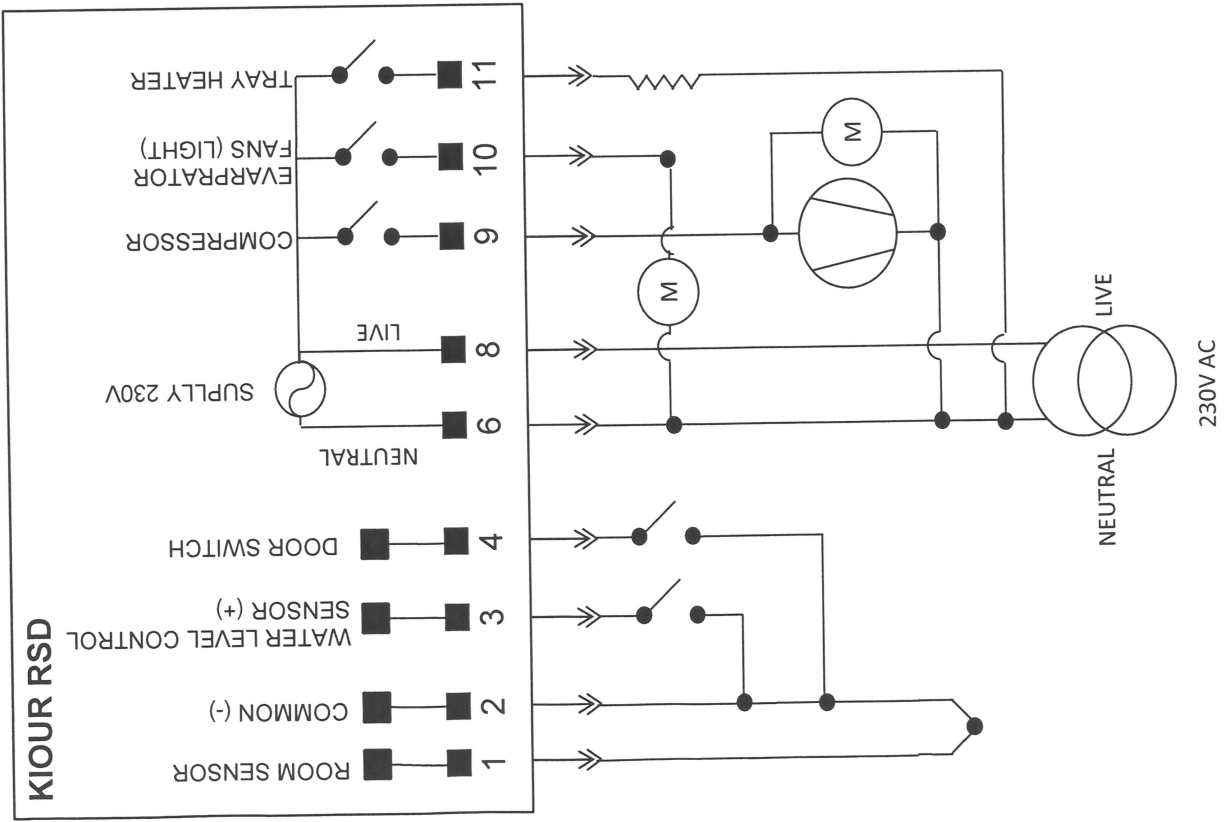 KIOUR RSD
ROOM SENSOR
COMMON (-)
WATER LEVEL CONTROL
SENSOR (+)
DOOR SWITCH
NEUTRAL
SUPLLY 230V
LIVE
COMPRESSOR
EVARPRATOR
FANS (LIGHT)
TRAY HEATER
1
2
3
4
6
8
9
10
11
M
M
NEUTRAL
LIVE
230V AC